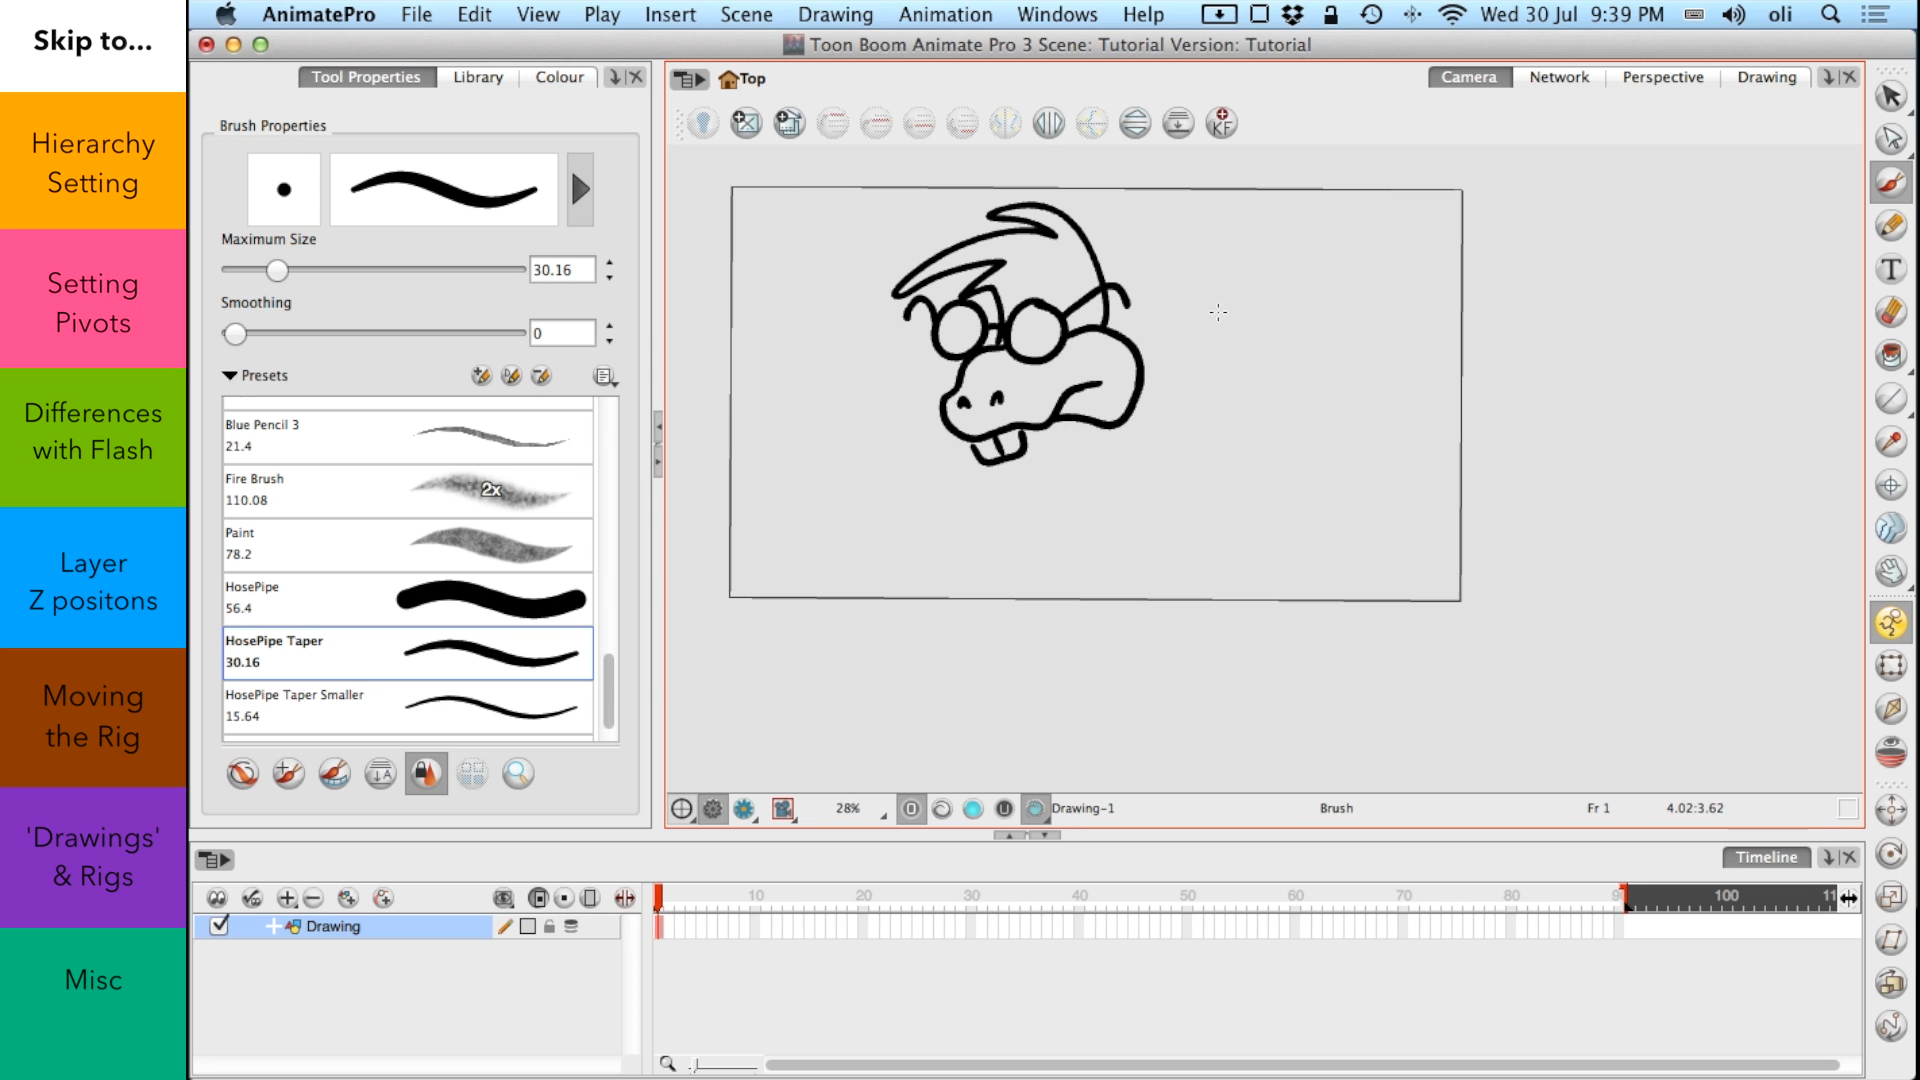 Skip to...
Hierarchy
Setting
Setting
Pivots
Differences
with Flash
Layer
Z positons
Moving
the Rig
'Drawings'
& Rigs
Misc
AnimatePro File Edit View Play Insert Scene Drawing Animation Windows Help Wed 30 Jul 9:39 PM oli
Toon Boom Animate Pro 3 Scene: Tutorial Version: Tutorial
Tool Properties Library Colour
Brush Properties
Maximum Size
30.16
Smoothing
0
Presets
Blue Pencil 3
21.4
Fire Brush
110.08
2x
Paint
78.2
HosePipe
56.4
HosePipe Taper
30.16
HosePipe Taper Smaller
15.64
Top
Camera Network Perspective Drawing
KF
T
28% Drawing-1 Brush Fr 1 4.02:3.62
Timeline
10 20 30 40 50 60 70 80 9 100 11
Drawing